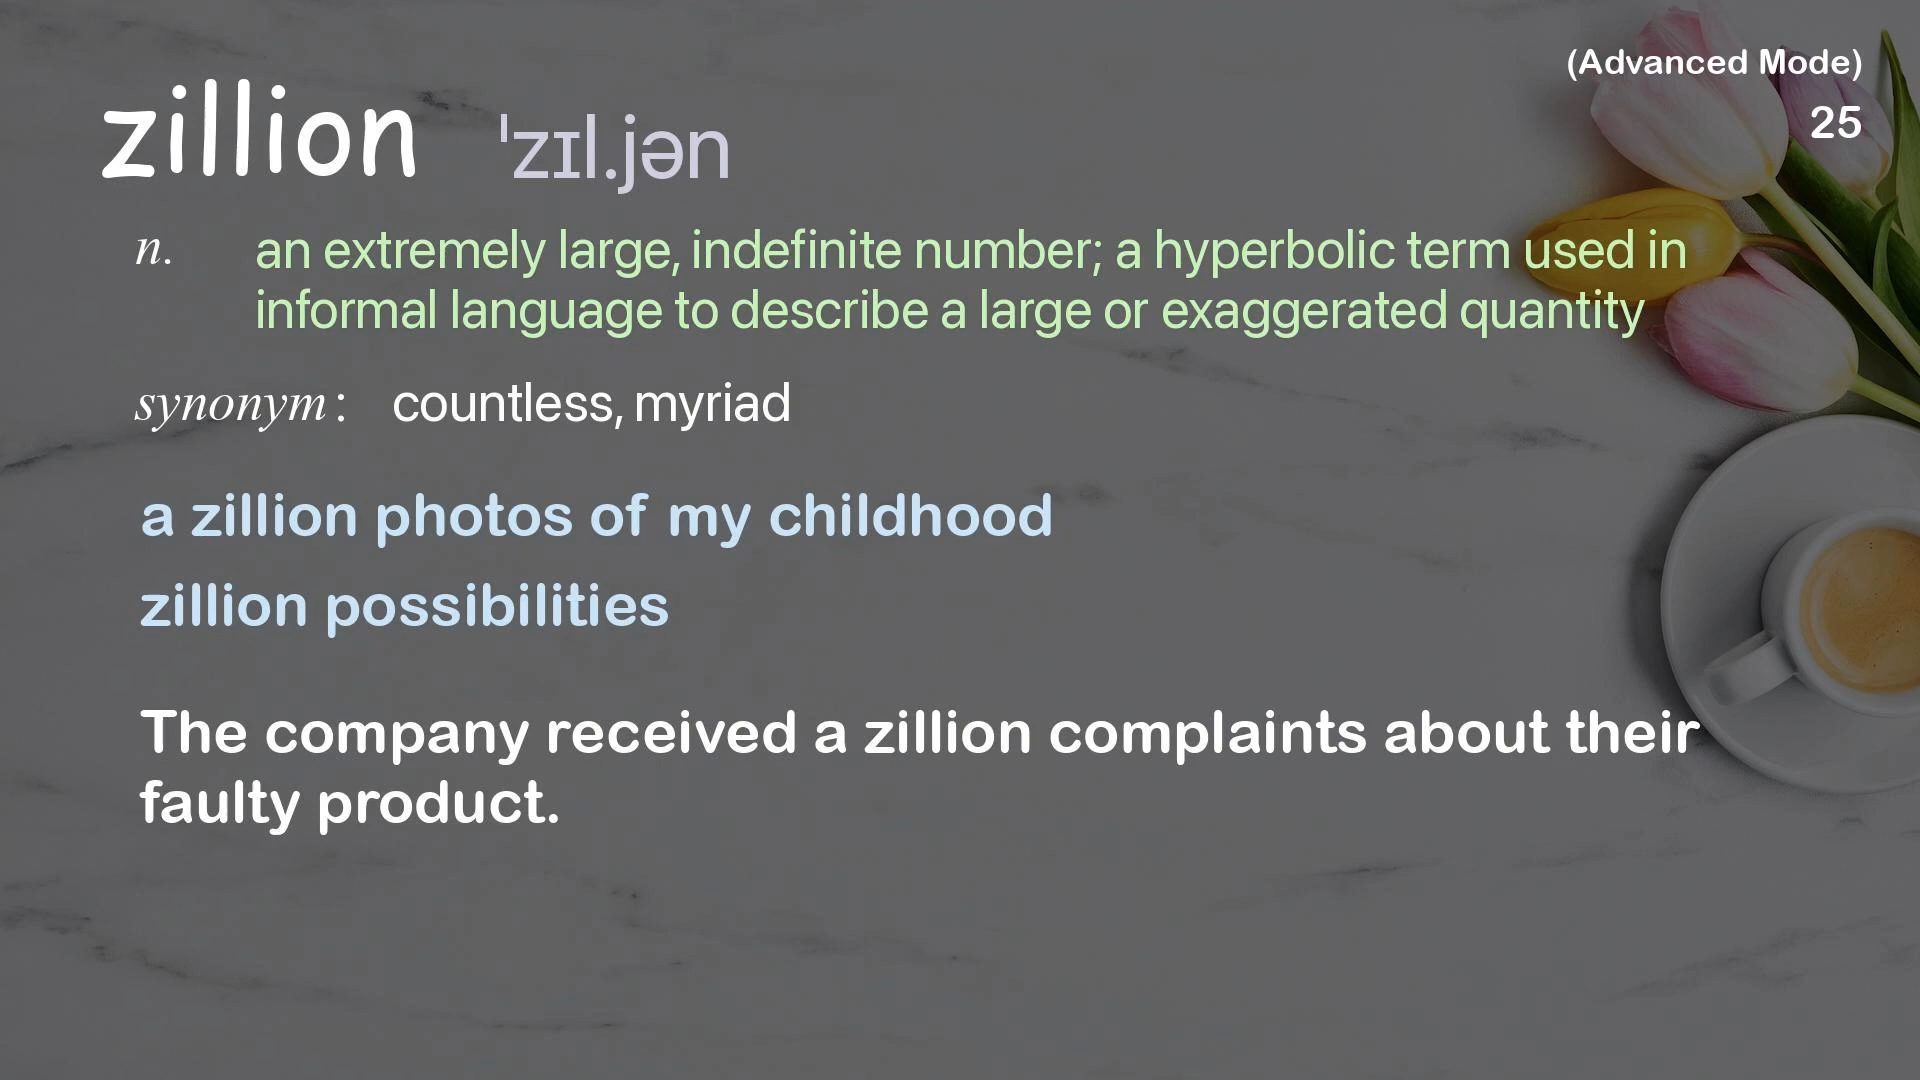 (Advanced Mode)
25
zillion ˈzɪl.jən
n. an extremely large, indefinite number; a hyperbolic term used in
informal language to describe a large or exaggerated quantity
synonym: countless, myriad
a zillion photos of my childhood
zillion possibilities
The company received a zillion complaints about their
faulty product.